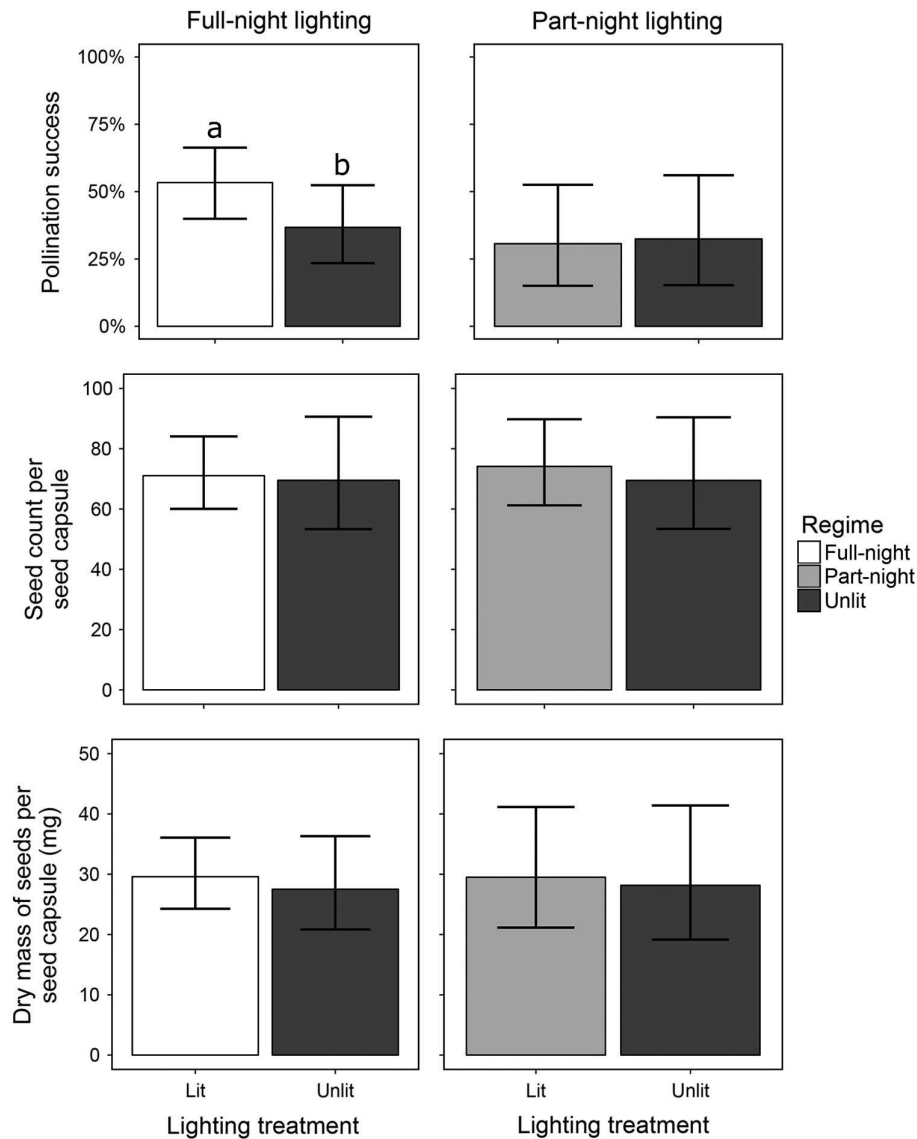 Full-night lighting
Part-night lighting
Pollination success
100%
75%
50%
25%
0%
a
b
Seed count per
seed capsule
100
80
60
40
20
0
Regime
Full-night
Part-night
Unlit
Dry mass of seeds per
seed capsule (mg)
50
40
30
20
10
0
Lit
Unlit
Lit
Unlit
Lighting treatment
Lighting treatment